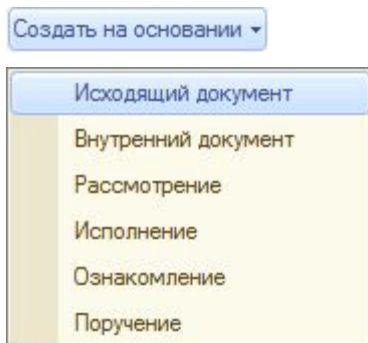 Создать на основании
Исходящий документ
Внутренний документ
Рассмотрение
Исполнение
Ознакомление
Поручение